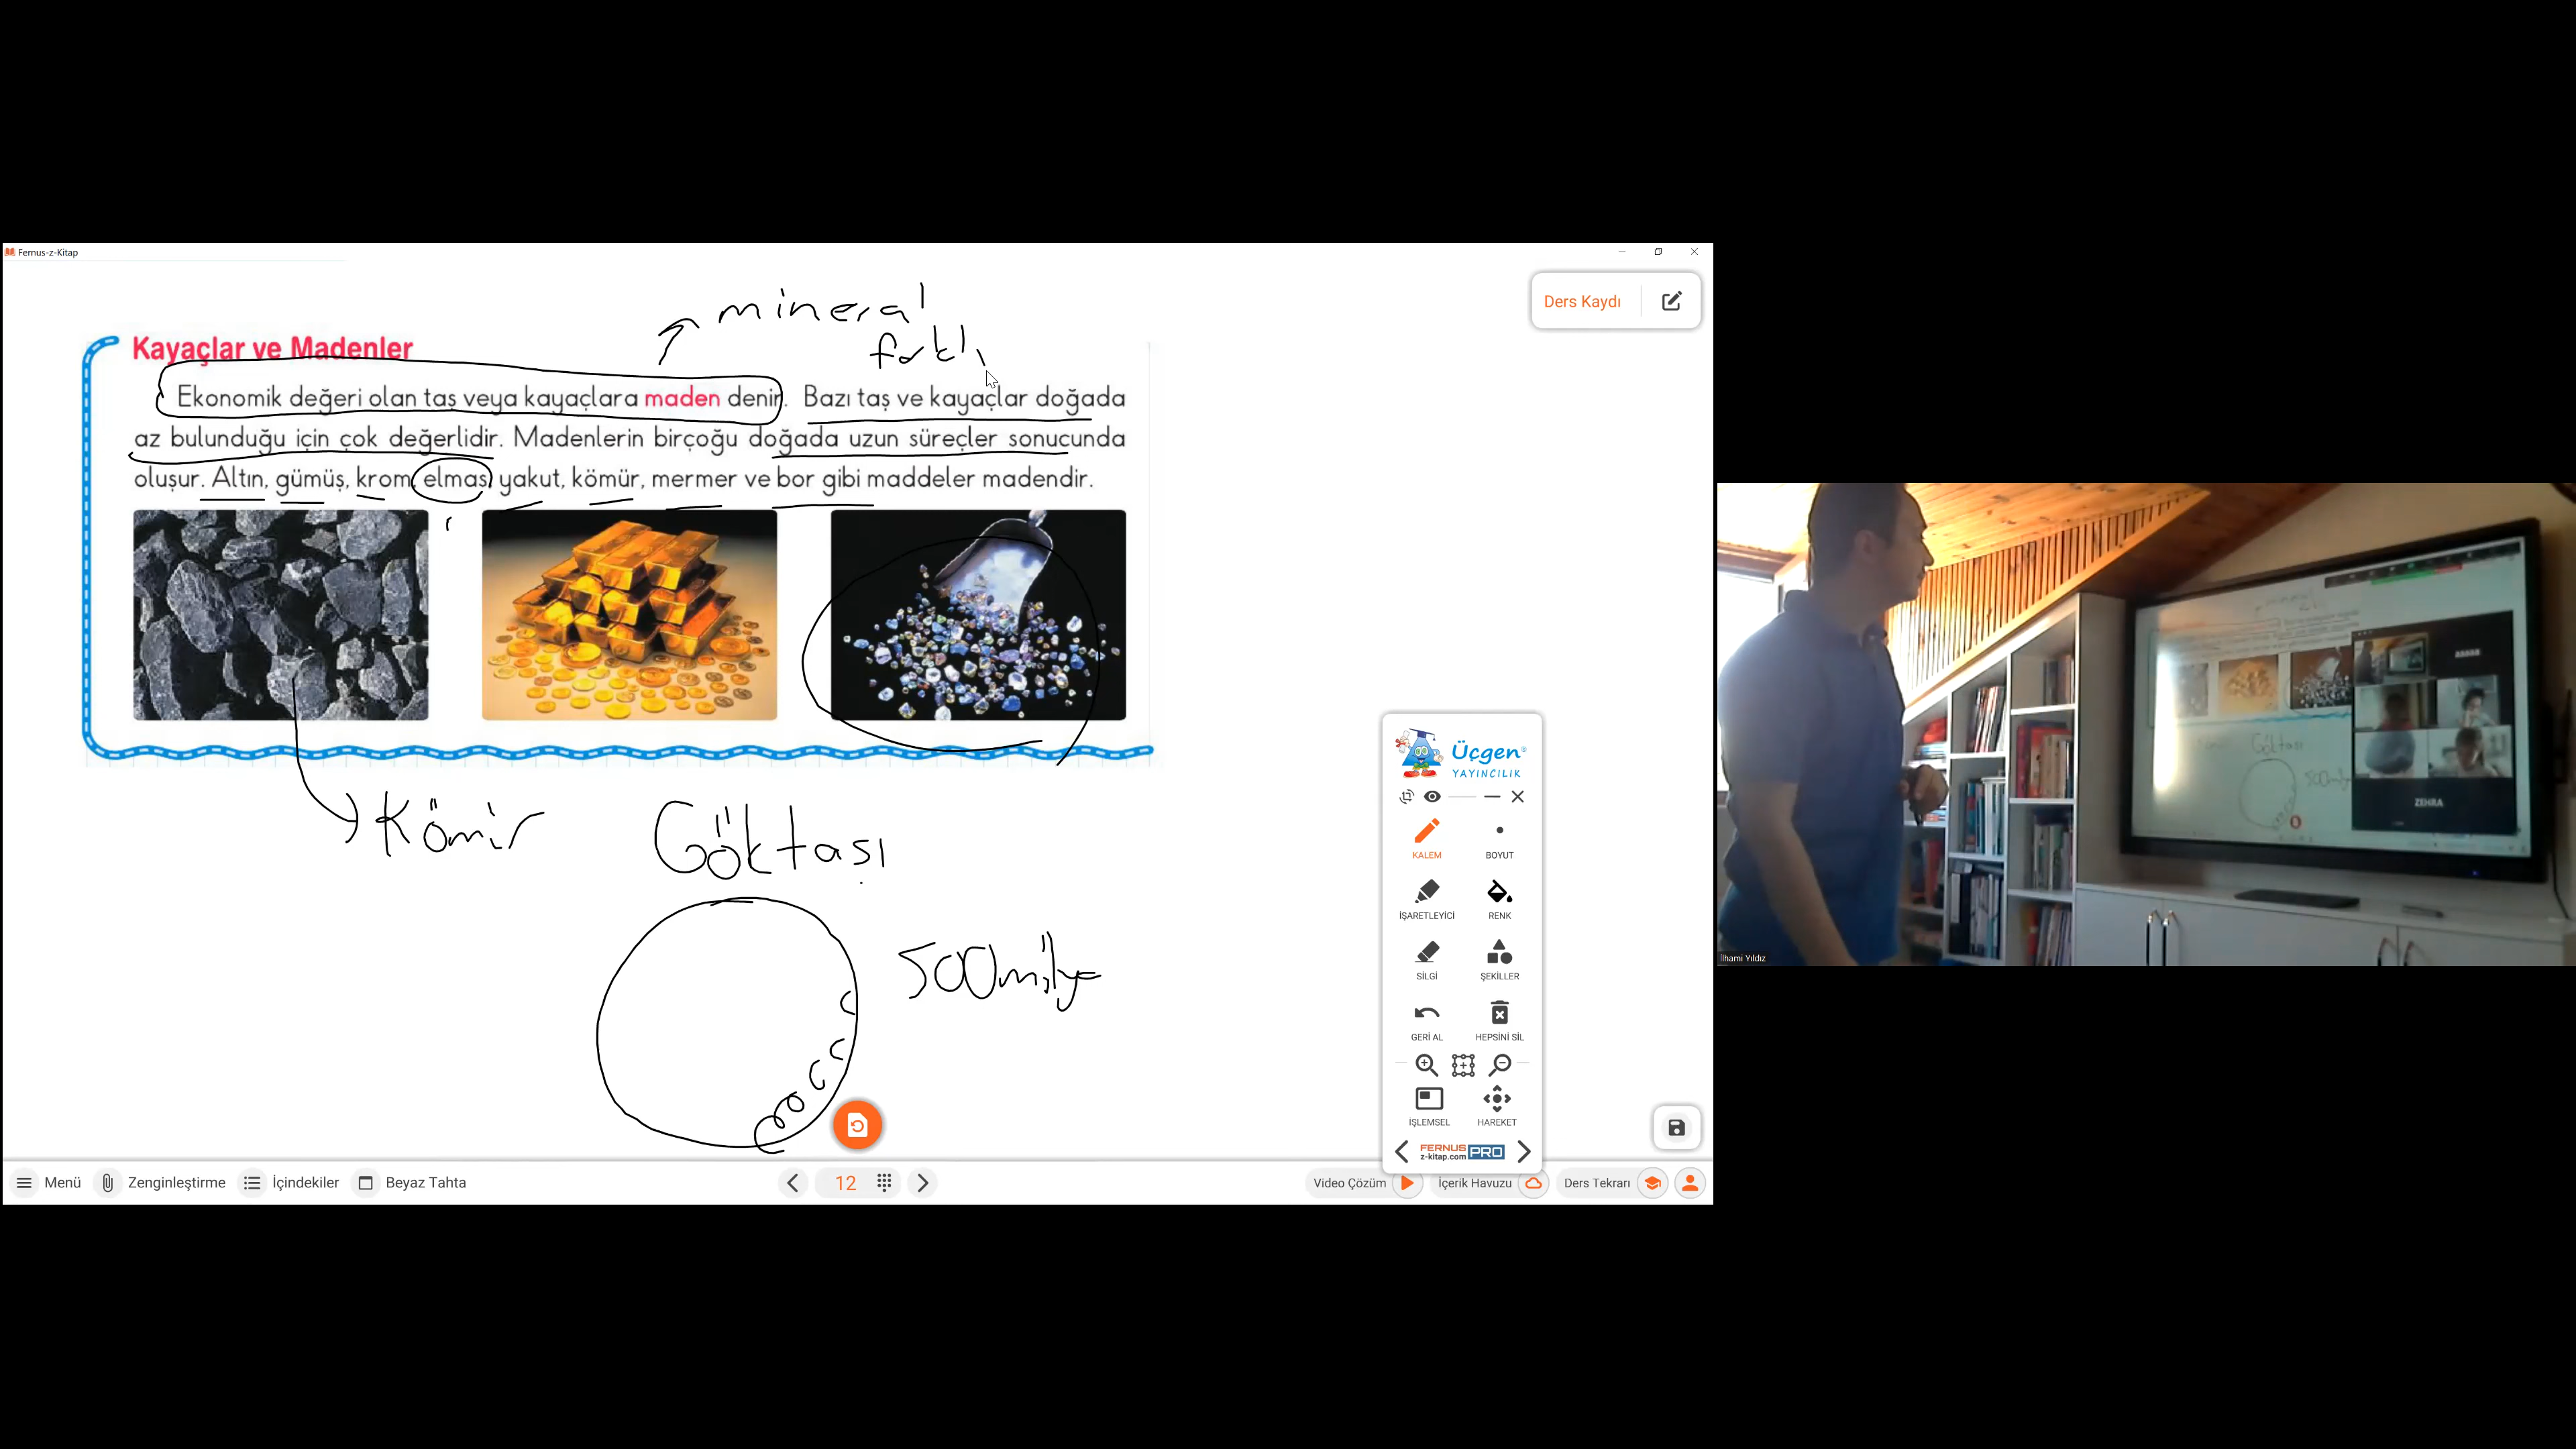 Fernus-z-Kitap
Ders Kaydı
mineral
farklı
Kayaçlar ve Madenler
Ekonomik değeri olan taş veya kayaçlara maden denir. Bazı taş ve kayaçlar doğada
az bulunduğu için çok değerlidir. Madenlerin birçoğu doğada uzun süreçler sonucunda
oluşur. Altın, gümüş, krom, elmas, yakut, kömür, mermer ve bor gibi maddeler madendir.
Kömir
Göktaşı
500
Üçgen
YAYINCILIK
KALEM
BOYUT
İŞARETLEYİCİ
RENK
SİLGİ
ŞEKİLLER
GERİ AL
HEPSİNİ SİL
İŞLEMSEL
HAREKET
FERNUS PRO
z-kitap.com
Menü
Zenginleştirme
İçindekiler
Beyaz Tahta
12
Video Çözüm
İçerik Havuzu
Ders Tekrarı
Göktaşı
ZEHRA
İlhami Yıldız